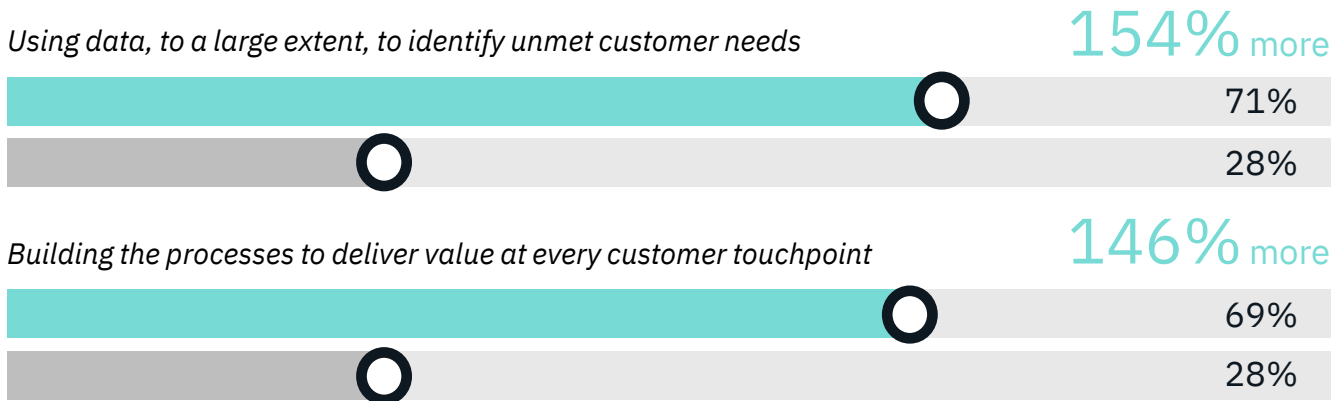 Using data, to a large extent, to identify unmet customer needs
154% more
71%
28%
Building the processes to deliver value at every customer touchpoint
146% more
69%
28%